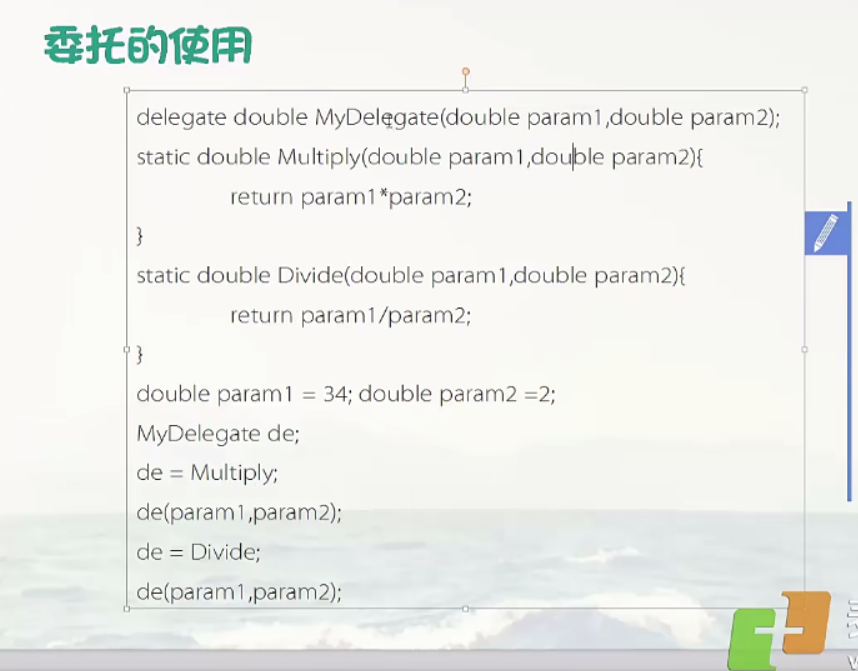 委托的使用
delegate double MyDelegate(double param1,double param2);
static double Multiply(double param1,double param2){
return param1*param2;
}
static double Divide(double param1,double param2){
return param1/param2;
}
double param1 = 34; double param2 =2;
MyDelegate de;
de = Multiply;
de(param1,param2);
de = Divide;
de(param1,param2);